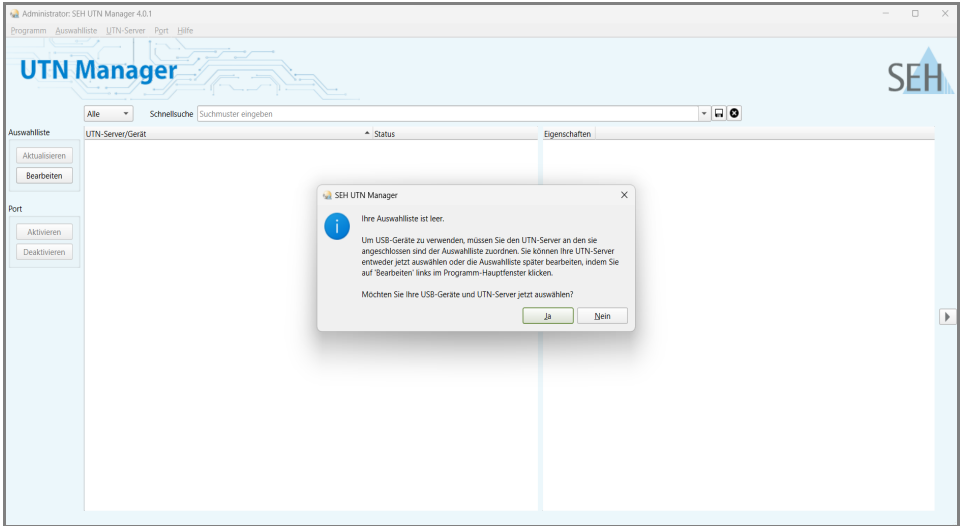 Administrator: SEH UTN Manager 4.0.1
Programm Auswahlliste UTN-Server Port Hilfe
UTN Manager
SEH
Alle Schnellsuche Suchmuster eingeben
Auswahlliste
UTN-Server/Gerät Status Eigenschaften
Aktualisieren
Bearbeiten
Port
Aktivieren
Deaktivieren
SEH UTN Manager
Ihre Auswahlliste ist leer.
Um USB-Geräte zu verwenden, müssen Sie den UTN-Server an den sie
angeschlossen sind der Auswahlliste zuordnen. Sie können Ihre UTN-Server
entweder jetzt auswählen oder die Auswahlliste später bearbeiten, indem Sie
auf 'Bearbeiten' links im Programm-Hauptfenster klicken.
Möchten Sie Ihre USB-Geräte und UTN-Server jetzt auswählen?
Ja Nein